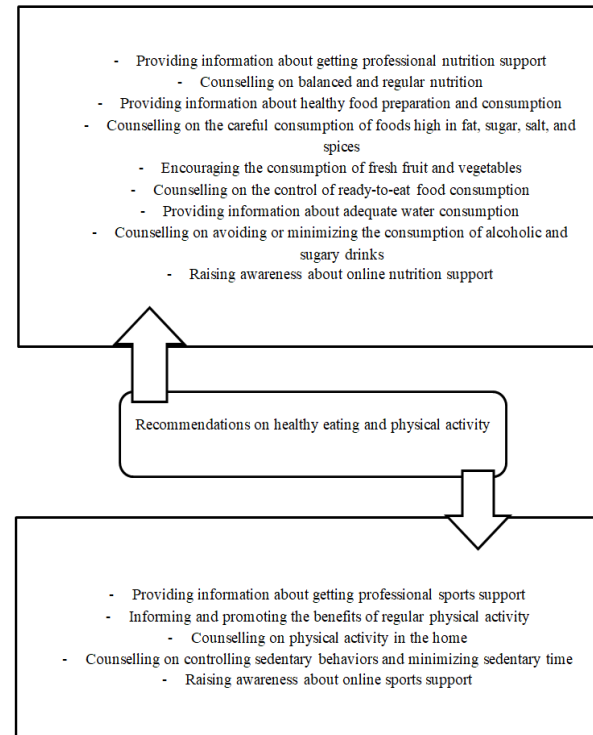 - Providing information about getting professional nutrition support
- Counselling on balanced and regular nutrition
- Providing information about healthy food preparation and consumption
- Counselling on the careful consumption of foods high in fat, sugar, salt, and
spices
- Encouraging the consumption of fresh fruit and vegetables
- Counselling on the control of ready-to-eat food consumption
- Providing information about adequate water consumption
- Counselling on avoiding or minimizing the consumption of alcoholic and
sugary drinks
- Raising awareness about online nutrition support
Recommendations on healthy eating and physical activity
- Providing information about getting professional sports support
- Informing and promoting the benefits of regular physical activity
- Counselling on physical activity in the home
- Counselling on controlling sedentary behaviors and minimizing sedentary time
- Raising awareness about online sports support